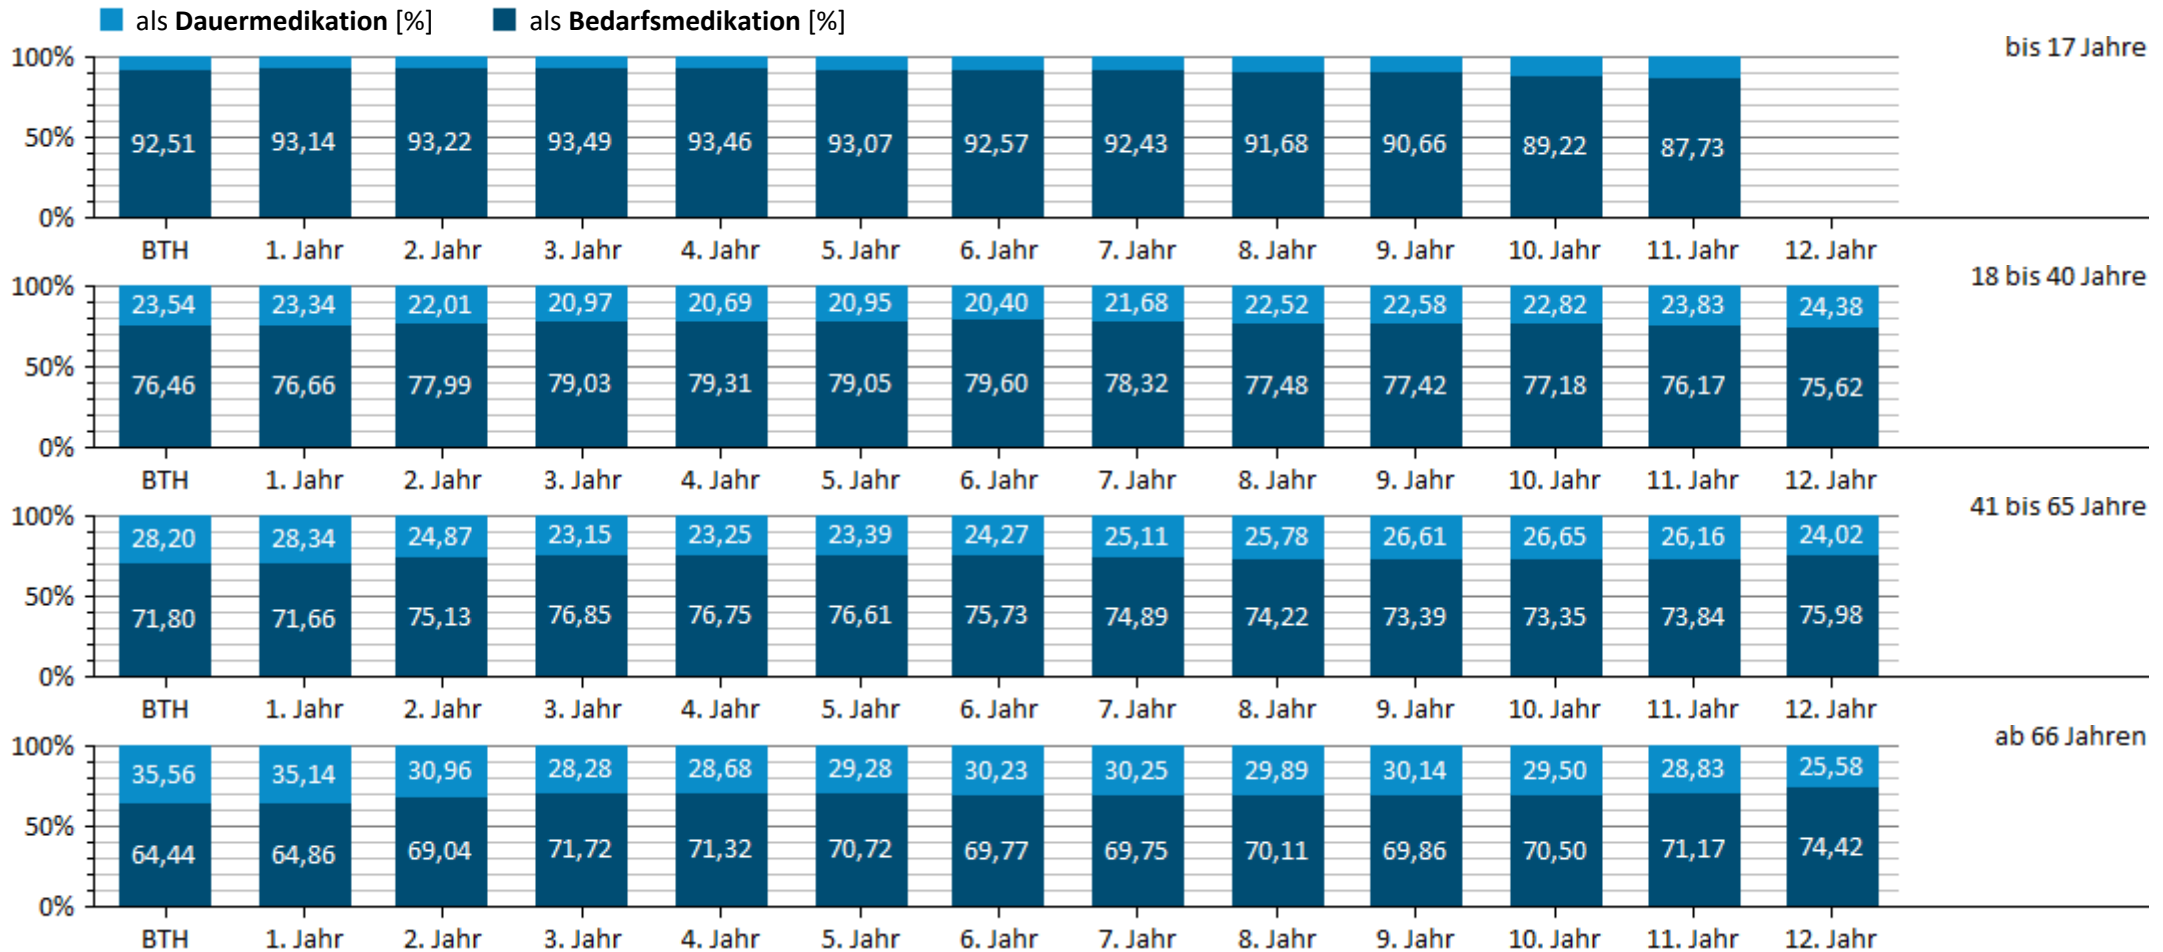 als Dauermedikation [%] als Bedarfsmedikation [%]
bis 17 Jahre
100%
50%
0%
92,51 93,14 93,22 93,49 93,46 93,07 92,57 92,43 91,68 90,66 89,22 87,73
BTH 1. Jahr 2. Jahr 3. Jahr 4. Jahr 5. Jahr 6. Jahr 7. Jahr 8. Jahr 9. Jahr 10. Jahr 11. Jahr 12. Jahr
18 bis 40 Jahre
100%
23,54 23,34 22,01 20,97 20,69 20,95 20,40 21,68 22,52 22,58 22,82 23,83 24,38
50%
76,46 76,66 77,99 79,03 79,31 79,05 79,60 78,32 77,48 77,42 77,18 76,17 75,62
0%
BTH 1. Jahr 2. Jahr 3. Jahr 4. Jahr 5. Jahr 6. Jahr 7. Jahr 8. Jahr 9. Jahr 10. Jahr 11. Jahr 12. Jahr
41 bis 65 Jahre
100%
28,20 28,34 24,87 23,15 23,25 23,39 24,27 25,11 25,78 26,61 26,65 26,16 24,02
50%
71,80 71,66 75,13 76,85 76,75 76,61 75,73 74,89 74,22 73,39 73,35 73,84 75,98
0%
BTH 1. Jahr 2. Jahr 3. Jahr 4. Jahr 5. Jahr 6. Jahr 7. Jahr 8. Jahr 9. Jahr 10. Jahr 11. Jahr 12. Jahr
ab 66 Jahren
100%
35,56 35,14 30,96 28,28 28,68 29,28 30,23 30,25 29,89 30,14 29,50 28,83 25,58
50%
64,44 64,86 69,04 71,72 71,32 70,72 69,77 69,75 70,11 69,86 70,50 71,17 74,42
0%
BTH 1. Jahr 2. Jahr 3. Jahr 4. Jahr 5. Jahr 6. Jahr 7. Jahr 8. Jahr 9. Jahr 10. Jahr 11. Jahr 12. Jahr